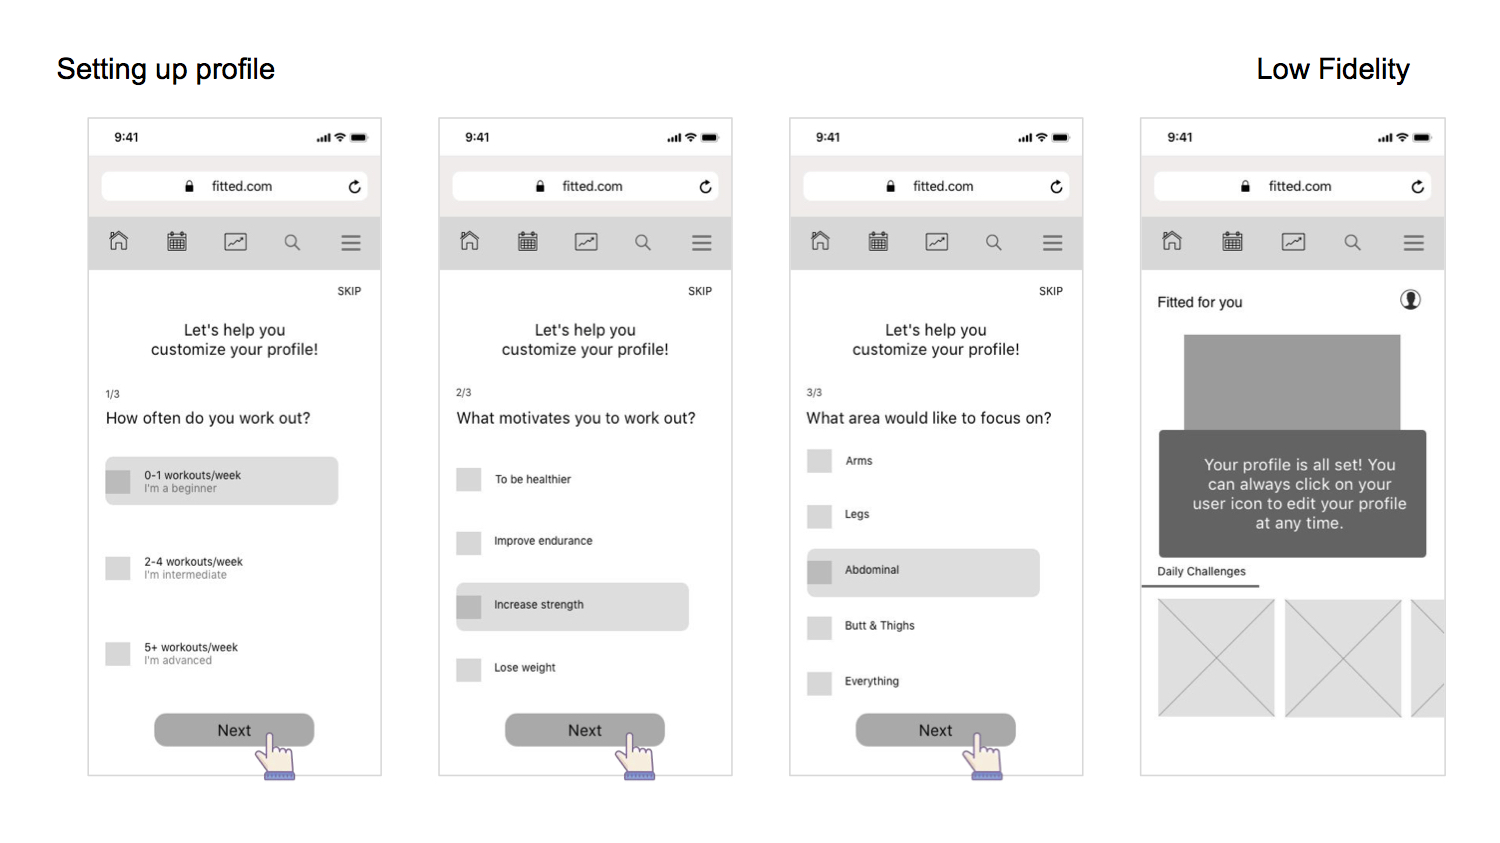 Setting up profile
Low Fidelity
9:41
fitted.com
SKIP
Let's help you
customize your profile!
1/3
How often do you work out?
0-1 workouts/week
I'm a beginner
2-4 workouts/week
I'm intermediate
5+ workouts/week
I'm advanced
Next
9:41
fitted.com
SKIP
Let's help you
customize your profile!
2/3
What motivates you to work out?
To be healthier
Improve endurance
Increase strength
Lose weight
Next
9:41
fitted.com
SKIP
Let's help you
customize your profile!
3/3
What area would like to focus on?
Arms
Legs
Abdominal
Butt & Thighs
Everything
Next
9:41
fitted.com
Fitted for you
Your profile is all set! You
can always click on your
user icon to edit your profile
at any time.
Daily Challenges